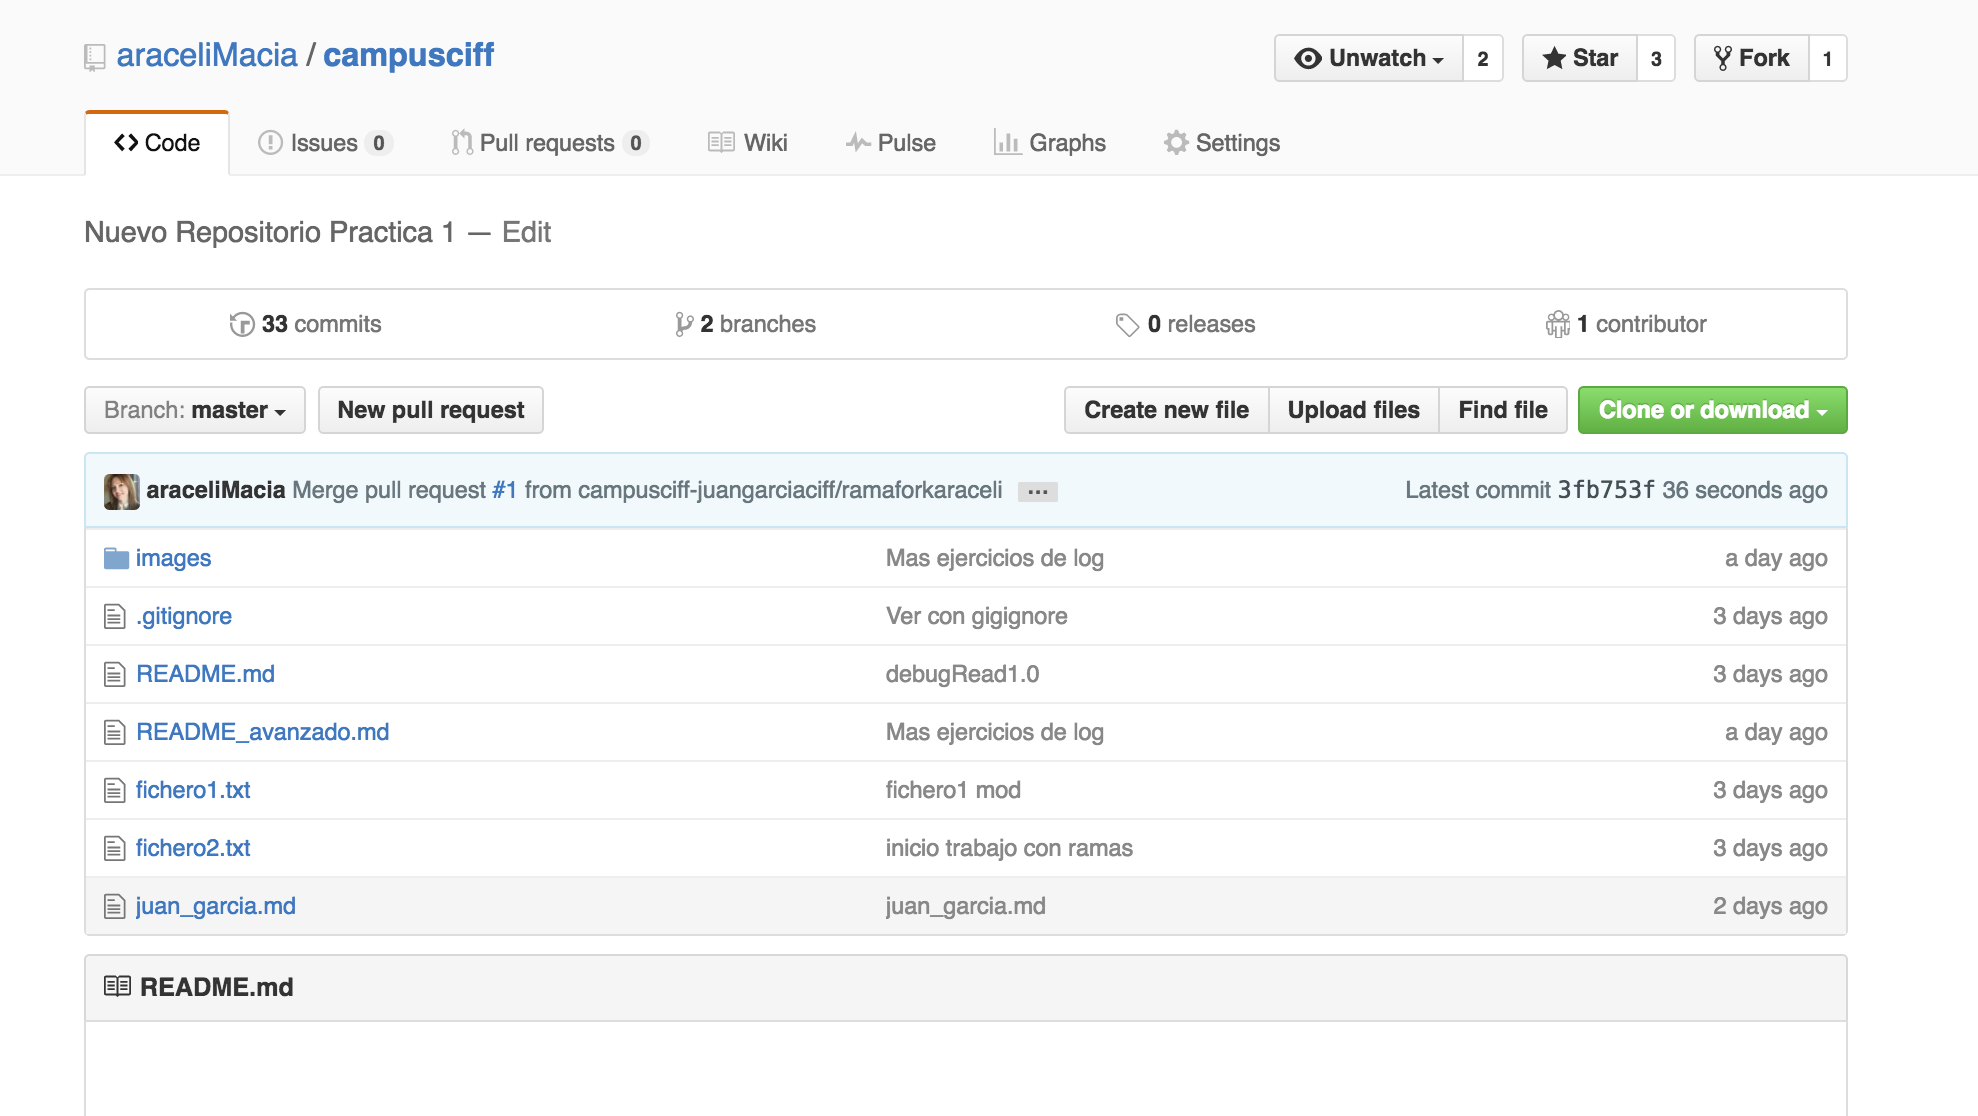 araceliMacia / campusciff
Unwatch 2 Star 3 Fork 1
Code Issues 0 Pull requests 0 Wiki Pulse Graphs Settings
Nuevo Repositorio Practica 1 — Edit
33 commits 2 branches 0 releases 1 contributor
Branch: master New pull request Create new file Upload files Find file Clone or download
araceliMacia Merge pull request #1 from campusciff-juangarciaciff/ramaforkaraceli ... Latest commit 3fb753f 36 seconds ago
images Mas ejercicios de log a day ago
.gitignore Ver con gigignore 3 days ago
README.md debugRead1.0 3 days ago
README_avanzado.md Mas ejercicios de log a day ago
fichero1.txt fichero1 mod 3 days ago
fichero2.txt inicio trabajo con ramas 3 days ago
juan_garcia.md juan_garcia.md 2 days ago
README.md